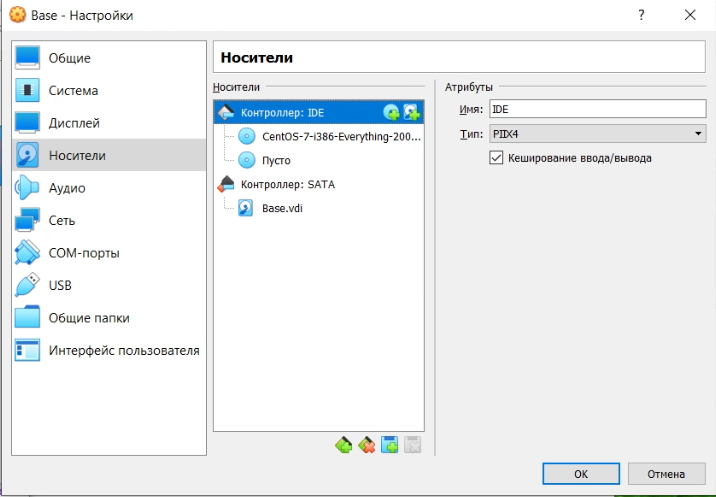 Base - Настройки
?
Общие
Система
Дисплей
Носители
Аудио
Сеть
COM-порты
USB
Общие папки
Интерфейс пользователя
Носители
Носители
Контроллер: IDE
CentOS-7-i386-Everything-200...
Пусто
Контроллер: SATA
Base.vdi
Атрибуты
Имя: IDE
Тип: PIIX4
Кеширование ввода/вывода
OK
Отмена